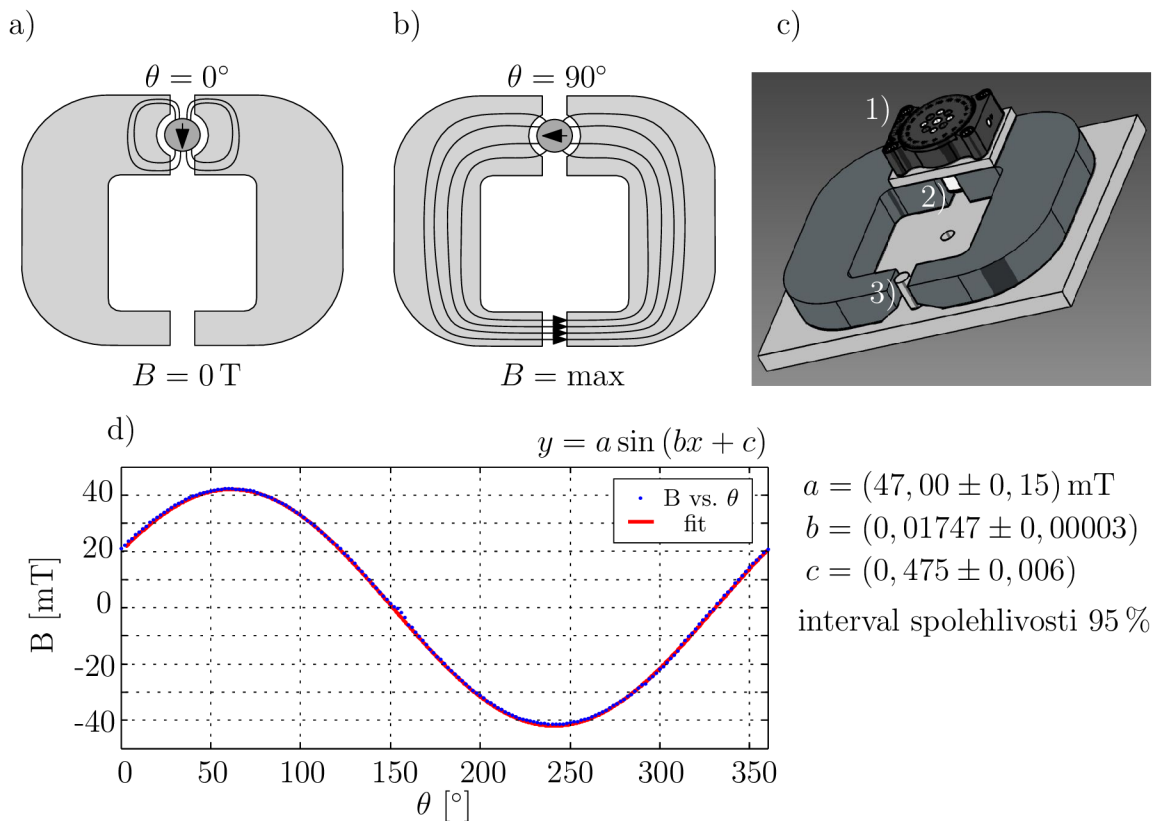 a)
b)
c)
θ = 0°
θ = 90°
1)
2)
3)
B = 0 T
B = max
d)
y = a sin (bx + c)
B [mT]
40
20
0
-20
-40
B vs. θ
fit
0 50 100 150 200 250 300 350
θ [°]
a = (47, 00 ± 0, 15) mT
b = (0, 01747 ± 0, 00003)
c = (0, 475 ± 0, 006)
interval spolehlivosti 95 %